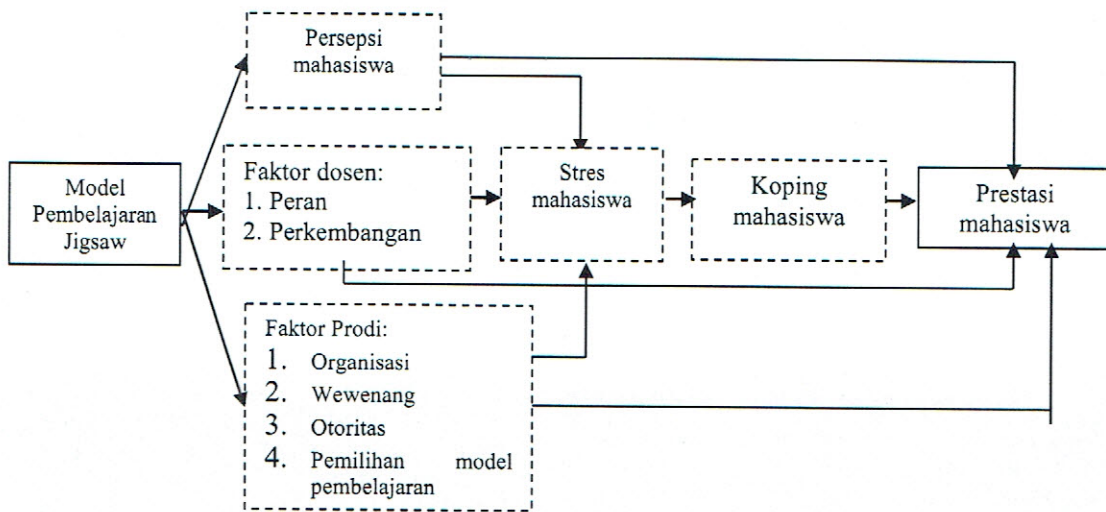 Persepsi
mahasiswa
Model
Pembelajaran
Jigsaw
Faktor dosen:
1. Peran
2. Perkembangan
Stres
mahasiswa
Koping
mahasiswa
Prestasi
mahasiswa
Faktor Prodi:
1. Organisasi
2. Wewenang
3. Otoritas
4. Pemilihan model
pembelajaran